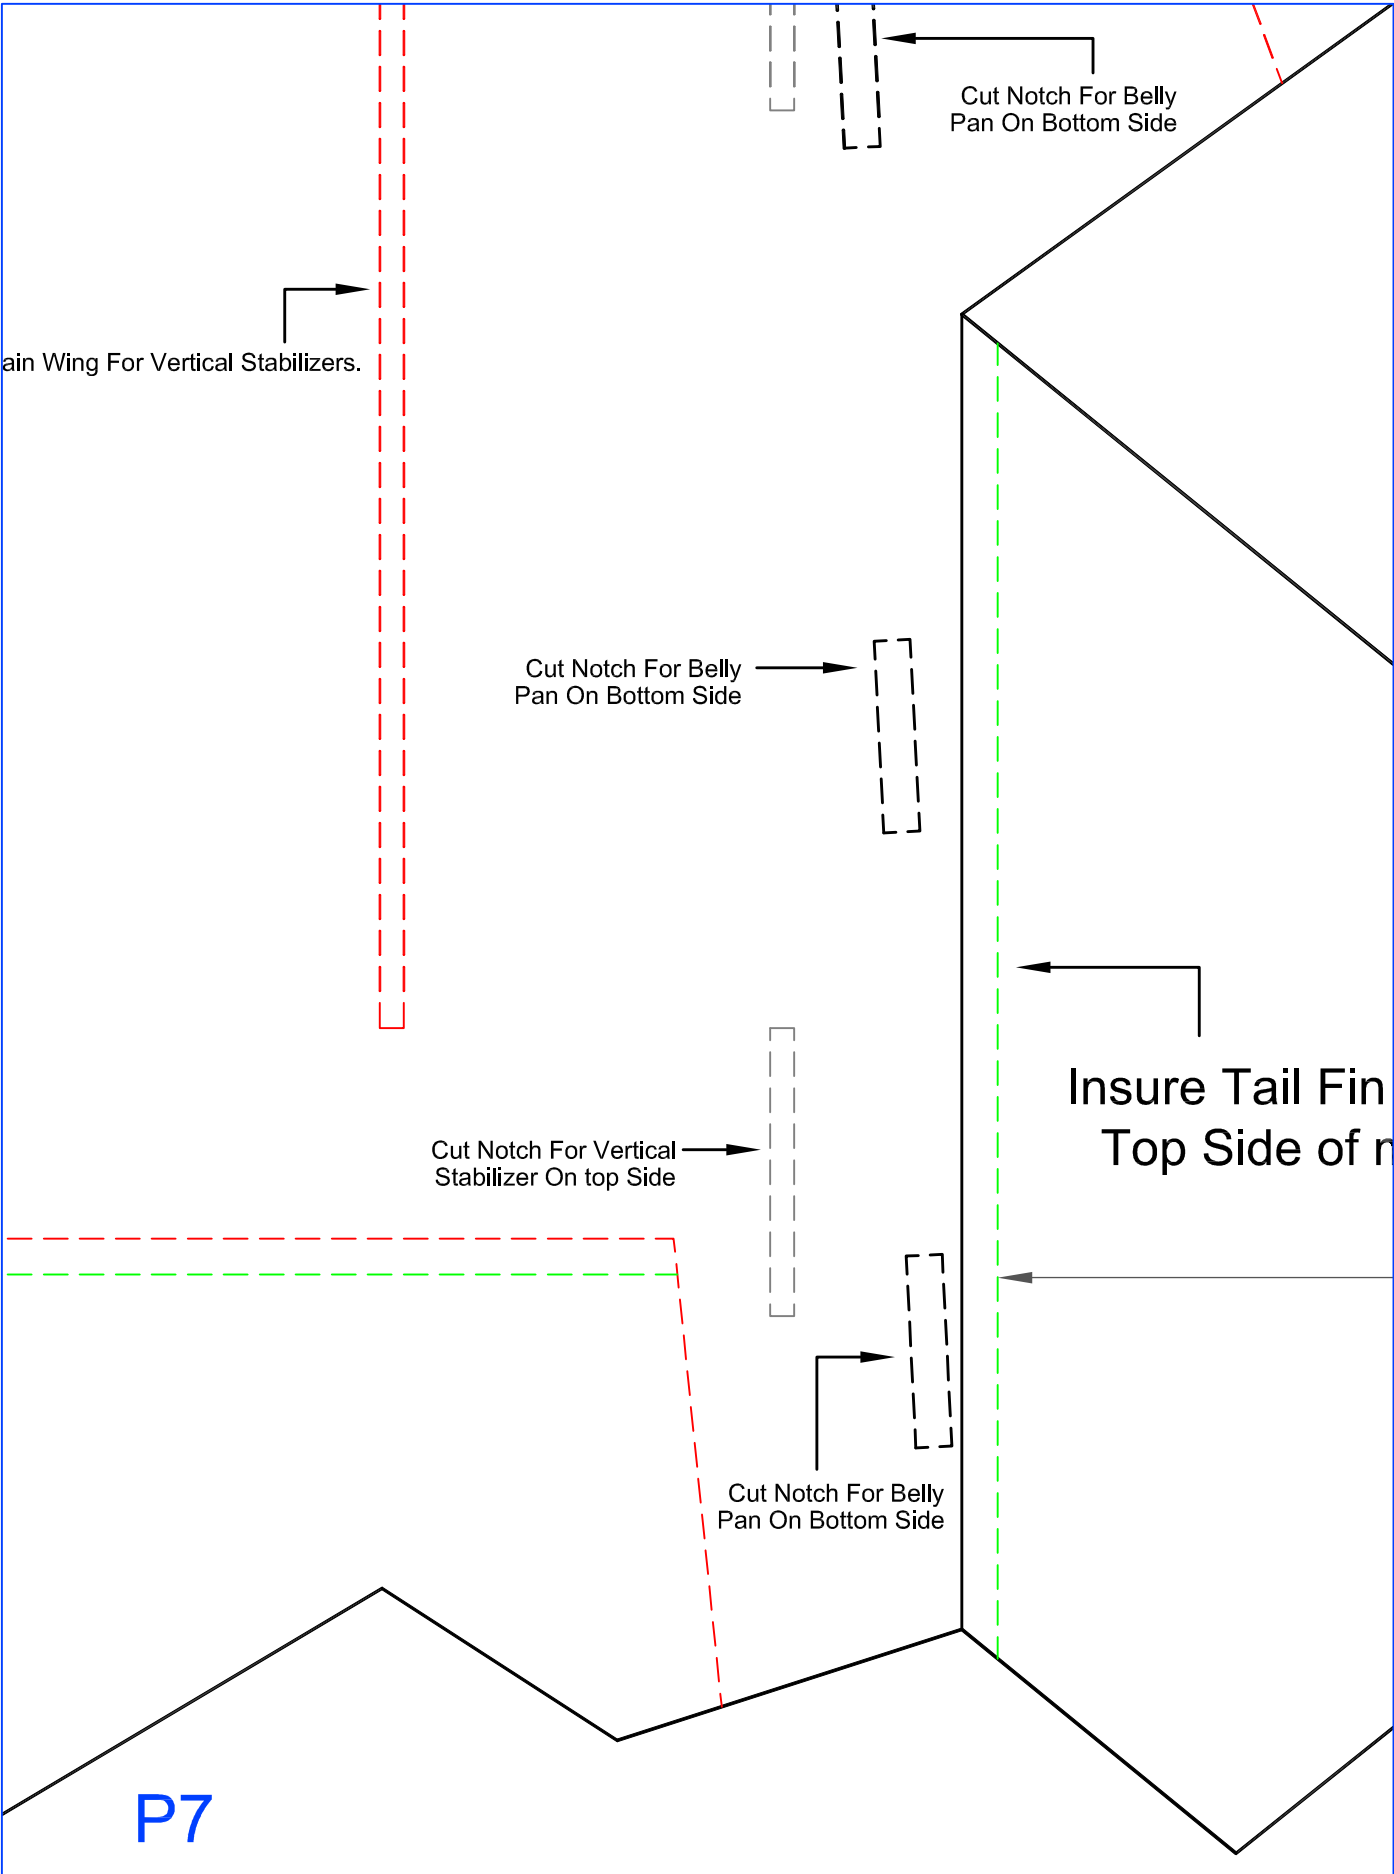 Cut Notch For Belly
Pan On Bottom Side
ain Wing For Vertical Stabilizers.
Cut Notch For Belly
Pan On Bottom Side
Insure Tail Fin
Top Side of
Cut Notch For Vertical
Stabilizer On top Side
Cut Notch For Belly
Pan On Bottom Side
P7